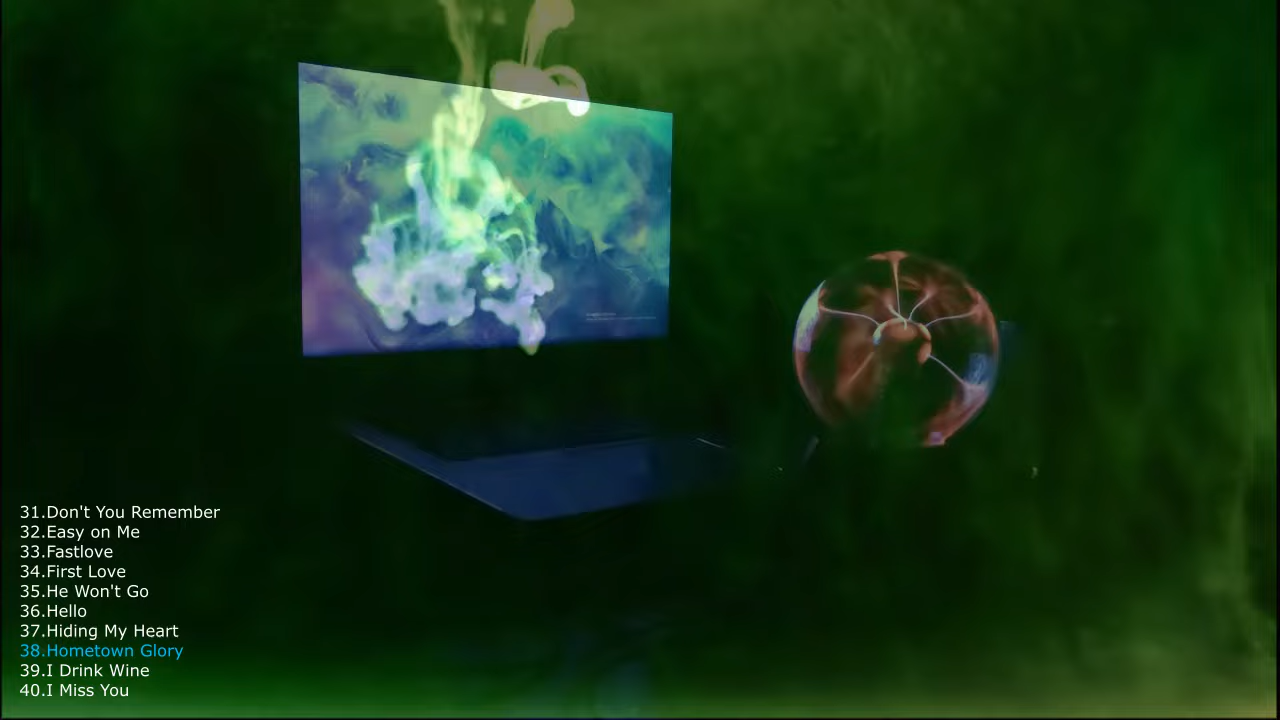 31.Don't You Remember
32.Easy on Me
33.Fastlove
34.First Love
35.He Won't Go
36.Hello
37.Hiding My Heart
38.Hometown Glory
39.I Drink Wine
40.I Miss You